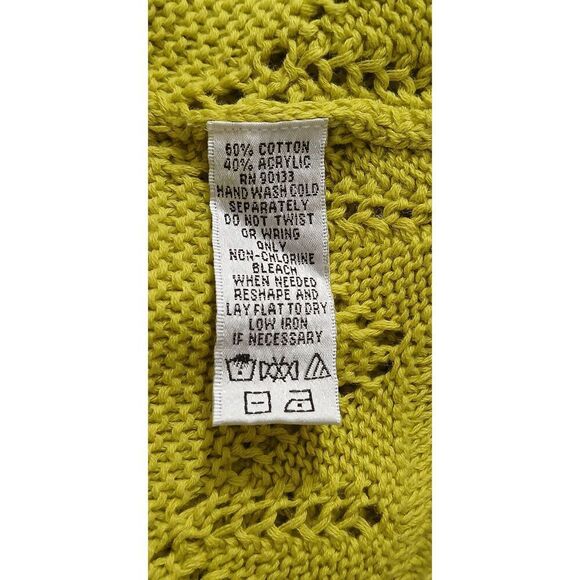 60% COTTON
40% ACRYLIC
RN 90133
HAND WASH COLD
SEPARATELY
DO NOT TWIST
OR WRING
ONLY
NON-CHLORINE
BLEACH
WHEN NEEDED
RESHAPE AND
LAY FLAT TO DRY
LOW IRON
IF NECESSARY